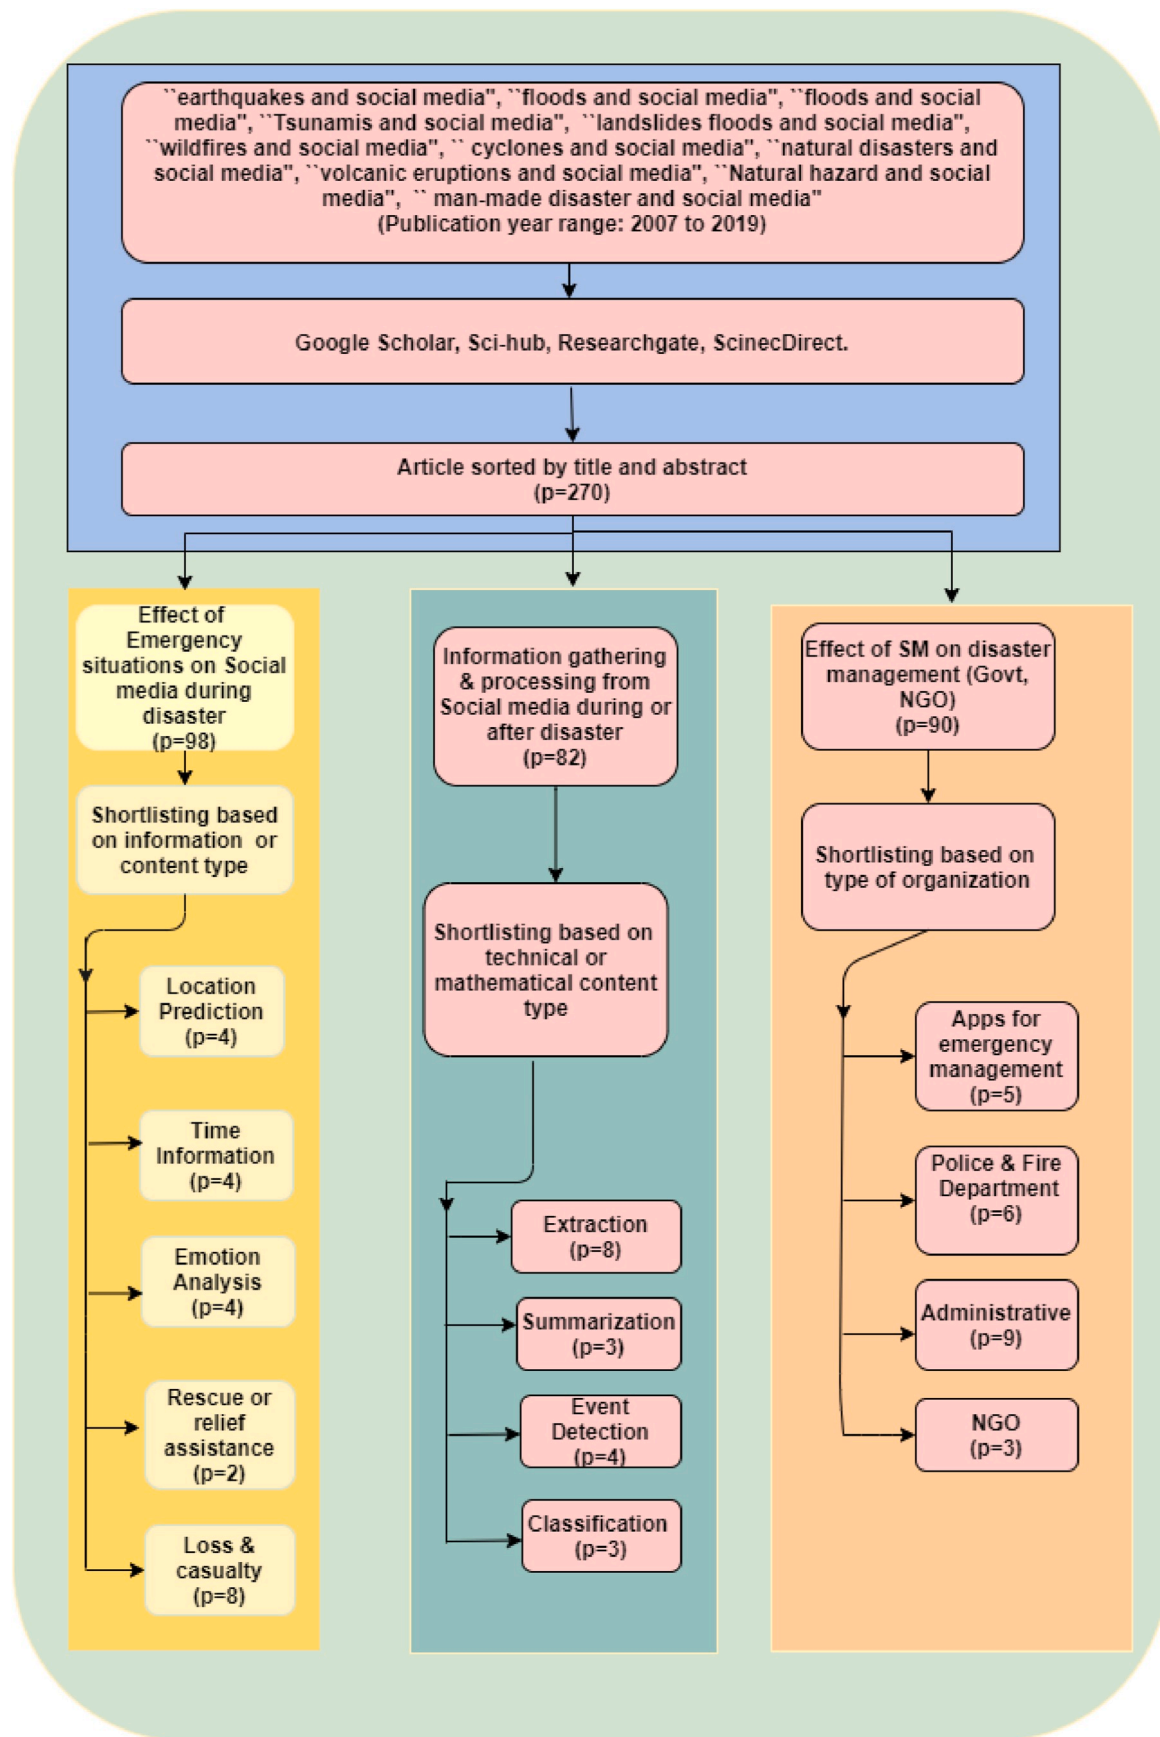 ``earthquakes and social media", ``floods and social media", ``floods and social
media", ``Tsunamis and social media", ``landslides floods and social media",
``wildfires and social media", `` cyclones and social media", ``natural disasters and
social media", ``volcanic eruptions and social media", ``Natural hazard and social
media", `` man-made disaster and social media"
(Publication year range: 2007 to 2019)
Google Scholar, Sci-hub, Researchgate, ScinecDirect.
Article sorted by title and abstract
(p=270)
Effect of
Emergency
situations on Social
media during
disaster
(p=98)
Shortlisting based
on information or
content type
Location
Prediction
(p=4)
Time
Information
(p=4)
Emotion
Analysis
(p=4)
Rescue or
relief
assistance
(p=2)
Loss &
casualty
(p=8)
Information gathering
& processing from
Social media during or
after disaster
(p=82)
Shortlisting based on
technical or
mathematical content
type
Extraction
(p=8)
Summarization
(p=3)
Event
Detection
(p=4)
Classification
(p=3)
Effect of SM on disaster
management (Govt,
NGO)
(p=90)
Shortlisting based on
type of organization
Apps for
emergency
management
(p=5)
Police & Fire
Department
(p=6)
Administrative
(p=9)
NGO
(p=3)